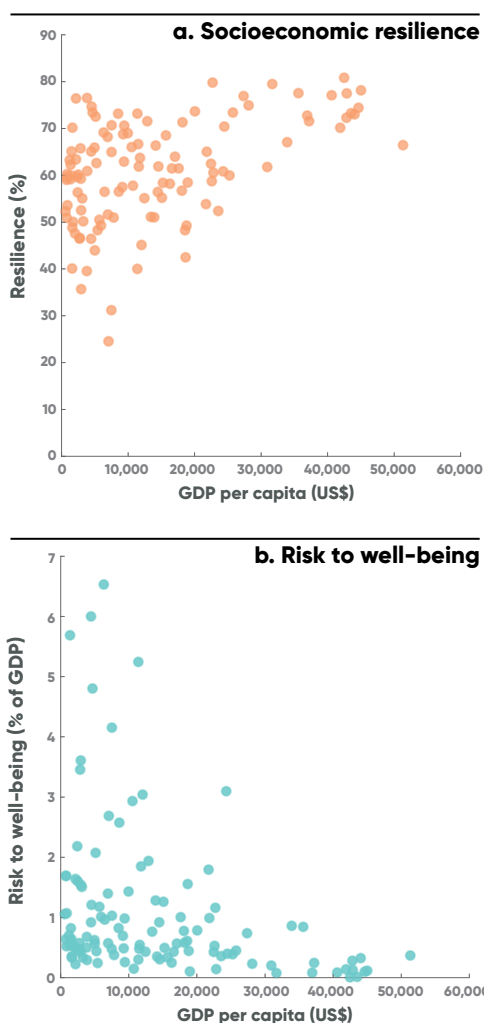 a. Socioeconomic resilience
90
80
70
60
50
40
30
20
10
0
Resilience (%)
0 10,000 20,000 30,000 40,000 50,000 60,000
GDP per capita (US$)
b. Risk to well-being
7
6
5
4
3
2
1
0
Risk to well-being (% of GDP)
0 10,000 20,000 30,000 40,000 50,000 60,000
GDP per capita (US$)